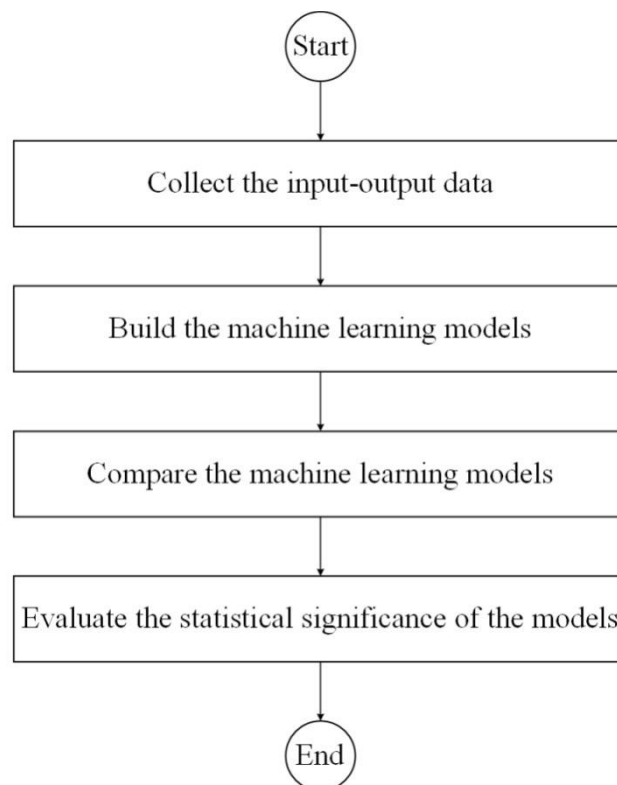 Start
Collect the input-output data
Build the machine learning models
Compare the machine learning models
Evaluate the statistical significance of the models
End